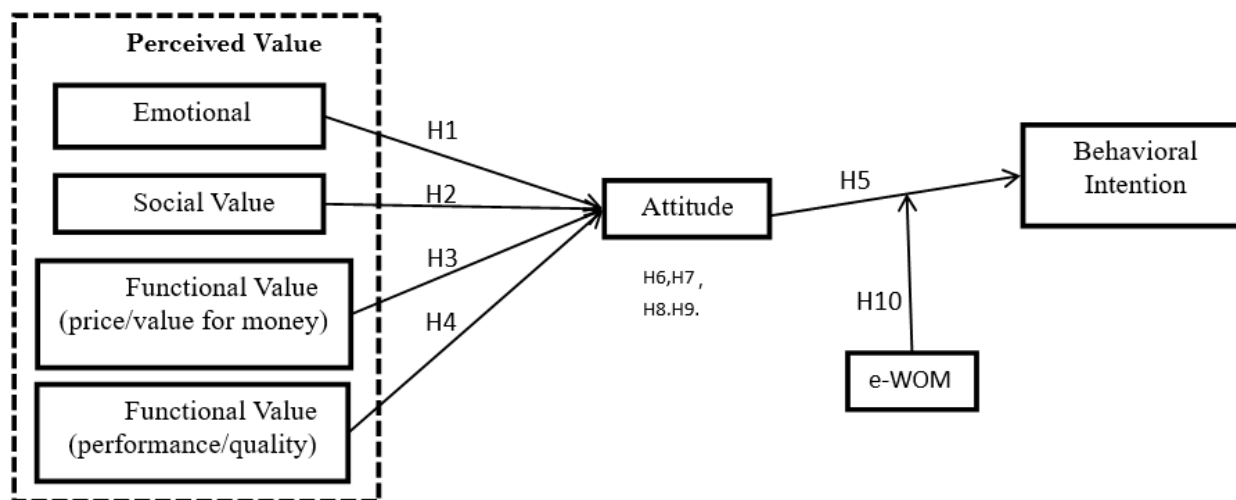 Perceived Value
Emotional
Social Value
Functional Value
(price/value for money)
Functional Value
(performance/quality)
H1
H2
H3
H4
Attitude
H6,H7,
H8.H9.
H5
H10
e-WOM
Behavioral
Intention